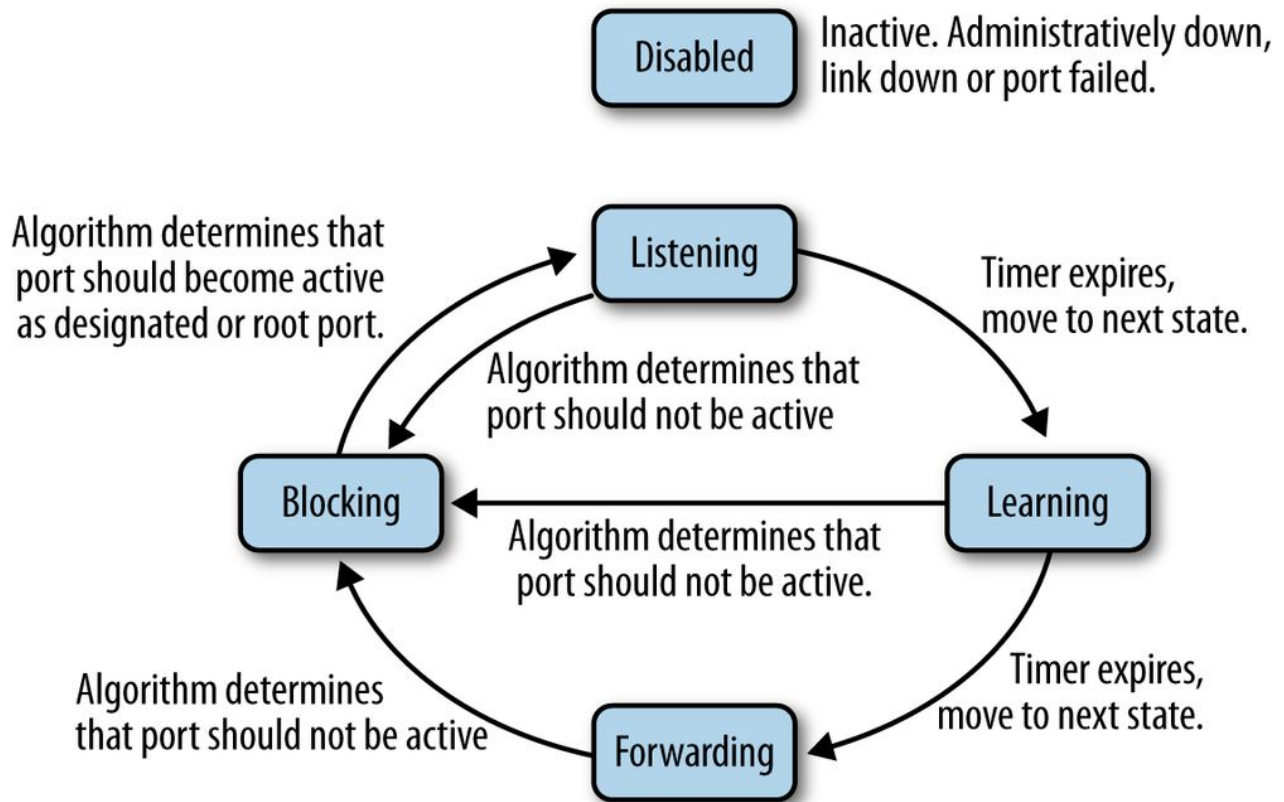 Disabled
Inactive. Administratively down,
link down or port failed.
Algorithm determines that
port should become active
as designated or root port.
Listening
Timer expires,
move to next state.
Algorithm determines that
port should not be active
Blocking
Learning
Algorithm determines that
port should not be active.
Algorithm determines
that port should not be active
Timer expires,
move to next state.
Forwarding